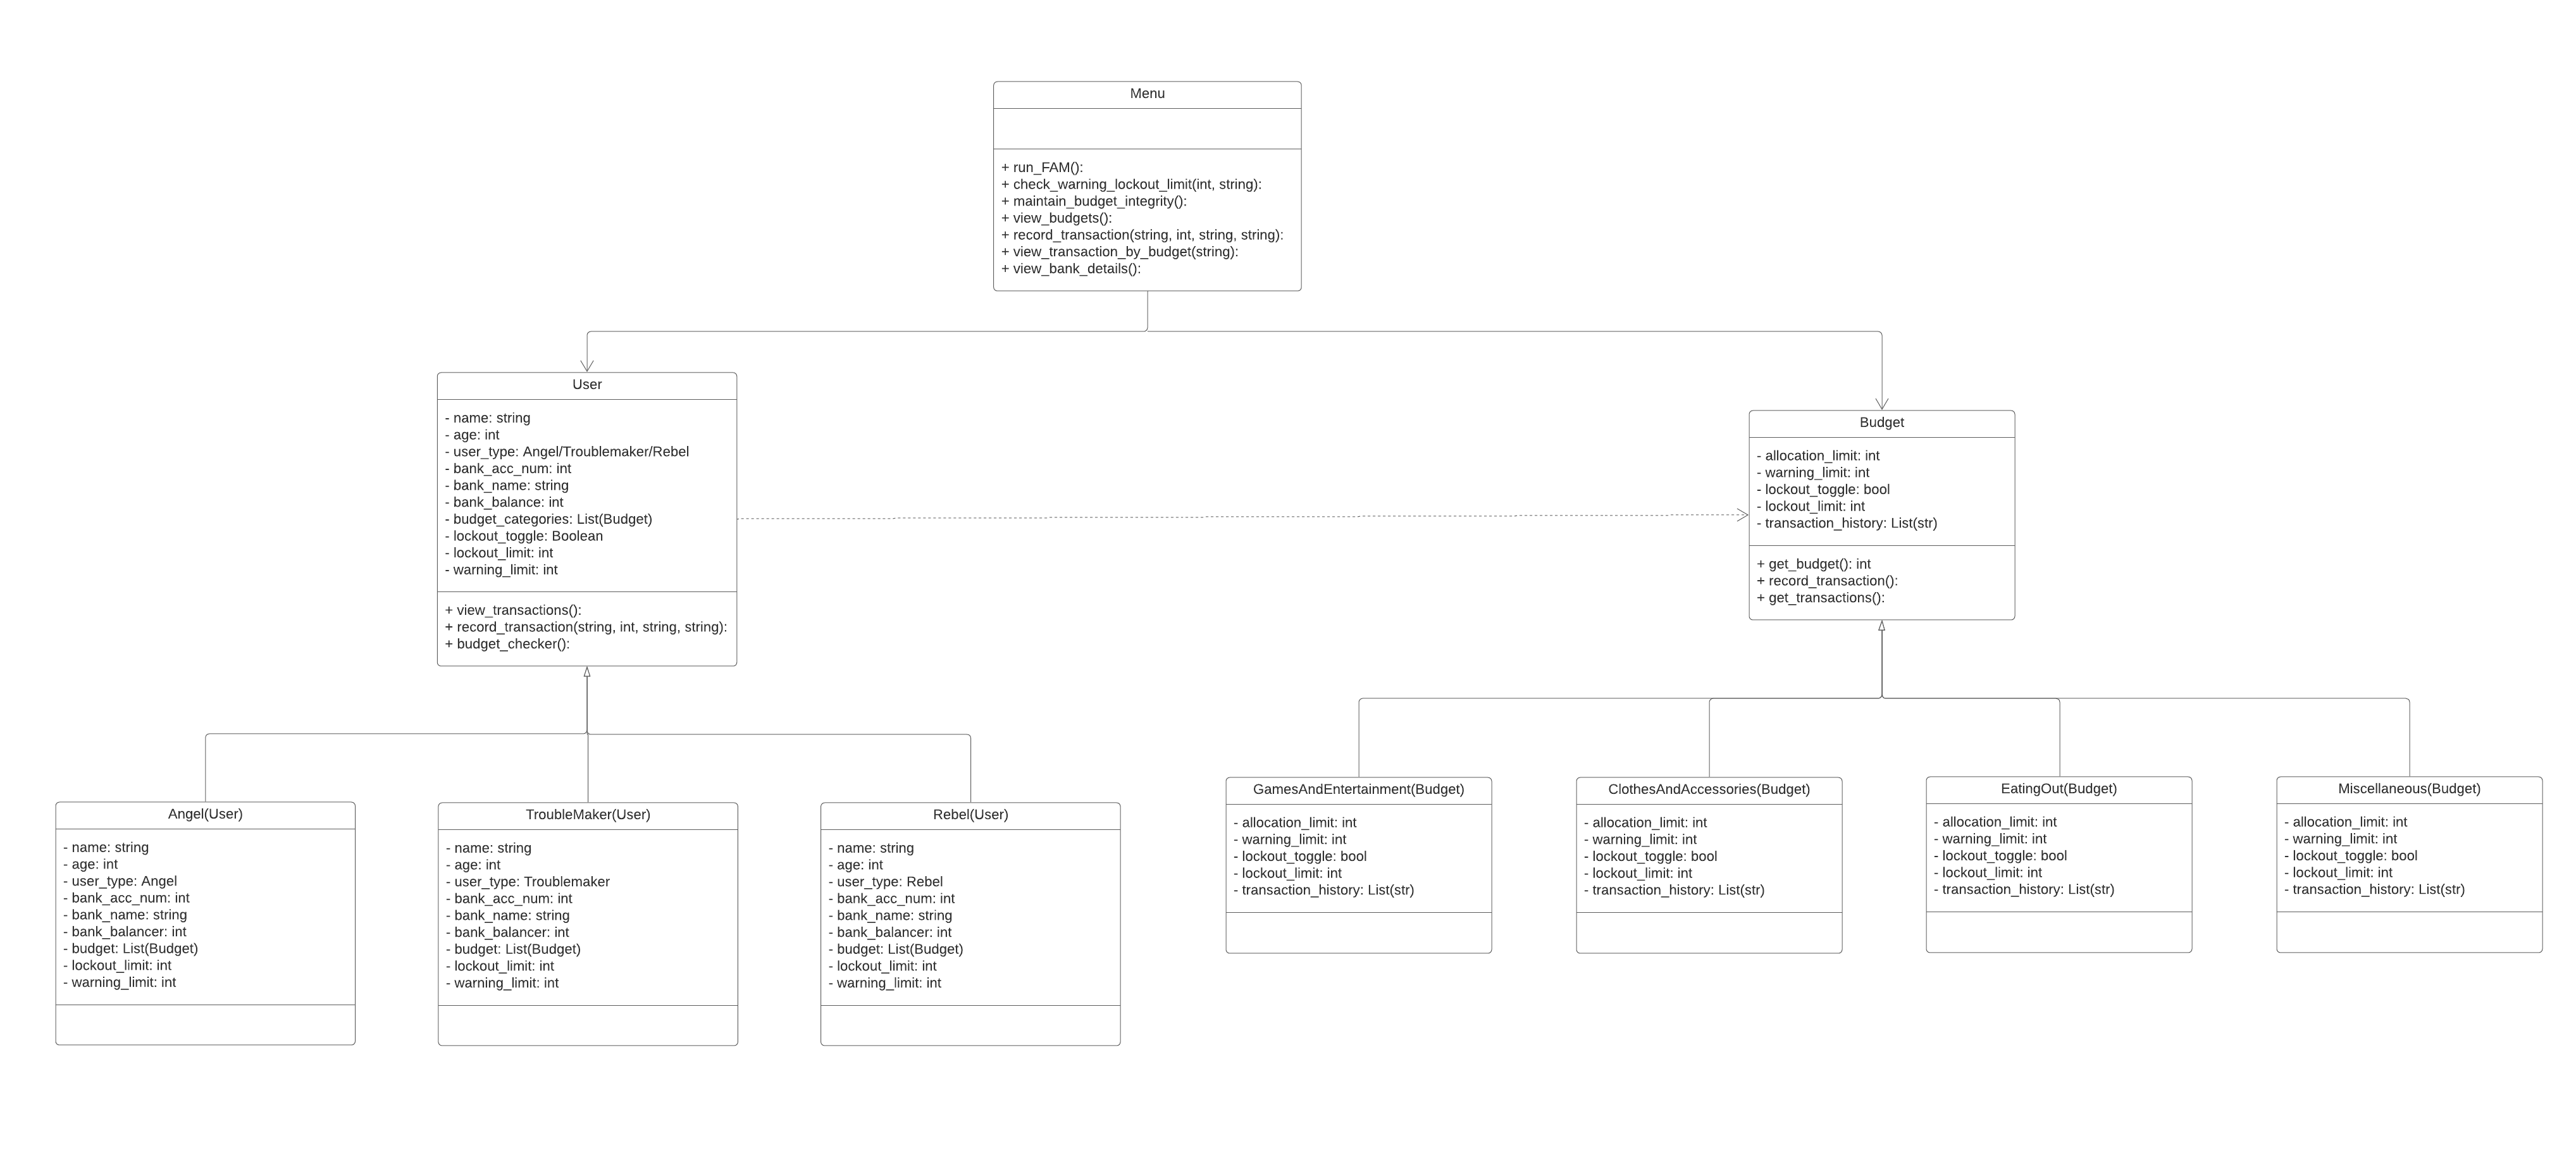 Menu
+ run_FAM():
+ check_warning_lockout_limit(int, string):
+ maintain_budget_integrity():
+ view_budgets():
+ record_transaction(string, int, string, string):
+ view_transaction_by_budget(string):
+ view_bank_details():
User
- name: string
- age: int
- user_type: Angel/Troublemaker/Rebel
- bank_acc_num: int
- bank_name: string
- bank_balance: int
- budget_categories: List(Budget)
- lockout_toggle: Boolean
- lockout_limit: int
- warning_limit: int
+ view_transactions():
+ record_transaction(string, int, string, string):
+ budget_checker():
Budget
- allocation_limit: int
- warning_limit: int
- lockout_toggle: bool
- lockout_limit: int
- transaction_history: List(str)
+ get_budget(): int
+ record_transaction():
+ get_transactions():
Angel(User)
- name: string
- age: int
- user_type: Angel
- bank_acc_num: int
- bank_name: string
- bank_balancer: int
- budget: List(Budget)
- lockout_limit: int
- warning_limit: int
TroubleMaker(User)
- name: string
- age: int
- user_type: Troublemaker
- bank_acc_num: int
- bank_name: string
- bank_balancer: int
- budget: List(Budget)
- lockout_limit: int
- warning_limit: int
Rebel(User)
- name: string
- age: int
- user_type: Rebel
- bank_acc_num: int
- bank_name: string
- bank_balancer: int
- budget: List(Budget)
- lockout_limit: int
- warning_limit: int
GamesAndEntertainment(Budget)
- allocation_limit: int
- warning_limit: int
- lockout_toggle: bool
- lockout_limit: int
- transaction_history: List(str)
ClothesAndAccessories(Budget)
- allocation_limit: int
- warning_limit: int
- lockout_toggle: bool
- lockout_limit: int
- transaction_history: List(str)
EatingOut(Budget)
- allocation_limit: int
- warning_limit: int
- lockout_toggle: bool
- lockout_limit: int
- transaction_history: List(str)
Miscellaneous(Budget)
- allocation_limit: int
- warning_limit: int
- lockout_toggle: bool
- lockout_limit: int
- transaction_history: List(str)